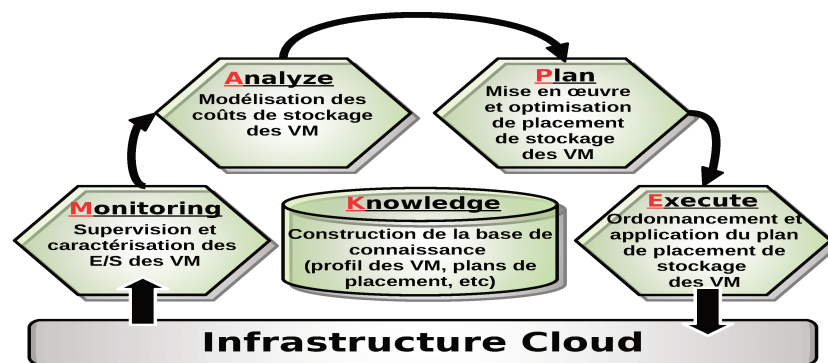 Analyze
Modélisation des
coûts de stockage
des VM
Plan
Mise en œuvre
et optimisation
de placement
de stockage
des VM
Monitoring
Supervision et
caractérisation des
E/S des VM
Knowledge
Construction de la base de
connaissance
(profil des VM, plans de
placement, etc)
Execute
Ordonnancement et
application du plan
de placement de
stockage
des VM
Infrastructure Cloud